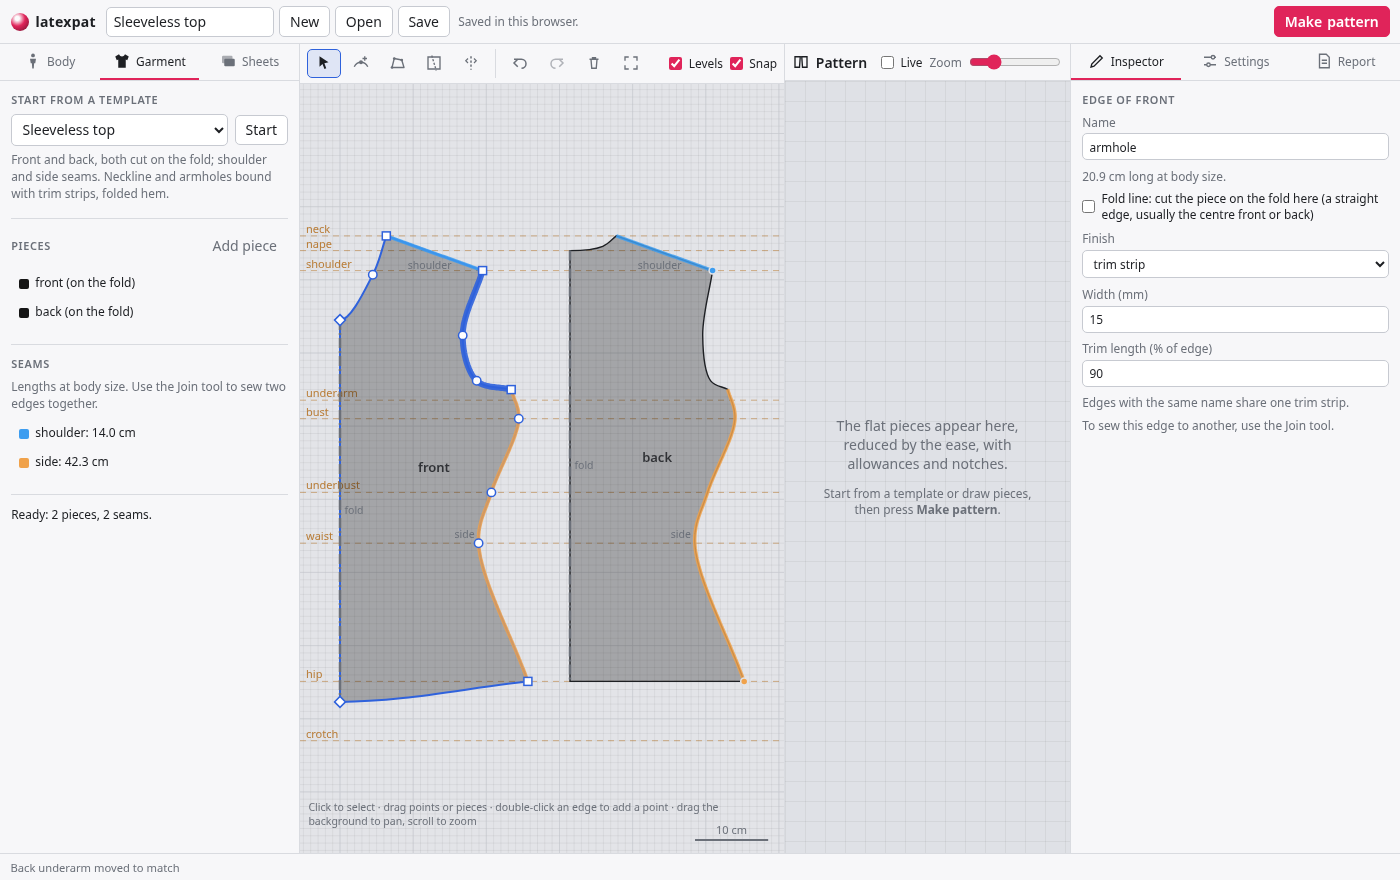 latexpat
Sleeveless top
New
Open
Save
Saved in this browser.
Make pattern
Body
Garment
Sheets
Levels
Snap
Pattern
Live
Zoom
Inspector
Settings
Report
START FROM A TEMPLATE
Sleeveless top
Start
Front and back, both cut on the fold; shoulder
and side seams. Neckline and armholes bound
with trim strips, folded hem.
PIECES
Add piece
front (on the fold)
back (on the fold)
SEAMS
Lengths at body size. Use the Join tool to sew two
edges together.
shoulder: 14.0 cm
side: 42.3 cm
Ready: 2 pieces, 2 seams.
neck
nape
shoulder
shoulder
shoulder
underarm
bust
front
back
fold
underbust
fold
waist
side
side
hip
crotch
Click to select · drag points or pieces · double-click an edge to add a point · drag the
background to pan, scroll to zoom
10 cm
The flat pieces appear here,
reduced by the ease, with
allowances and notches.
Start from a template or draw pieces,
then press Make pattern.
EDGE OF FRONT
Name
armhole
20.9 cm long at body size.
Fold line: cut the piece on the fold here (a straight
edge, usually the centre front or back)
Finish
trim strip
Width (mm)
15
Trim length (% of edge)
90
Edges with the same name share one trim strip.
To sew this edge to another, use the Join tool.
Back underarm moved to match